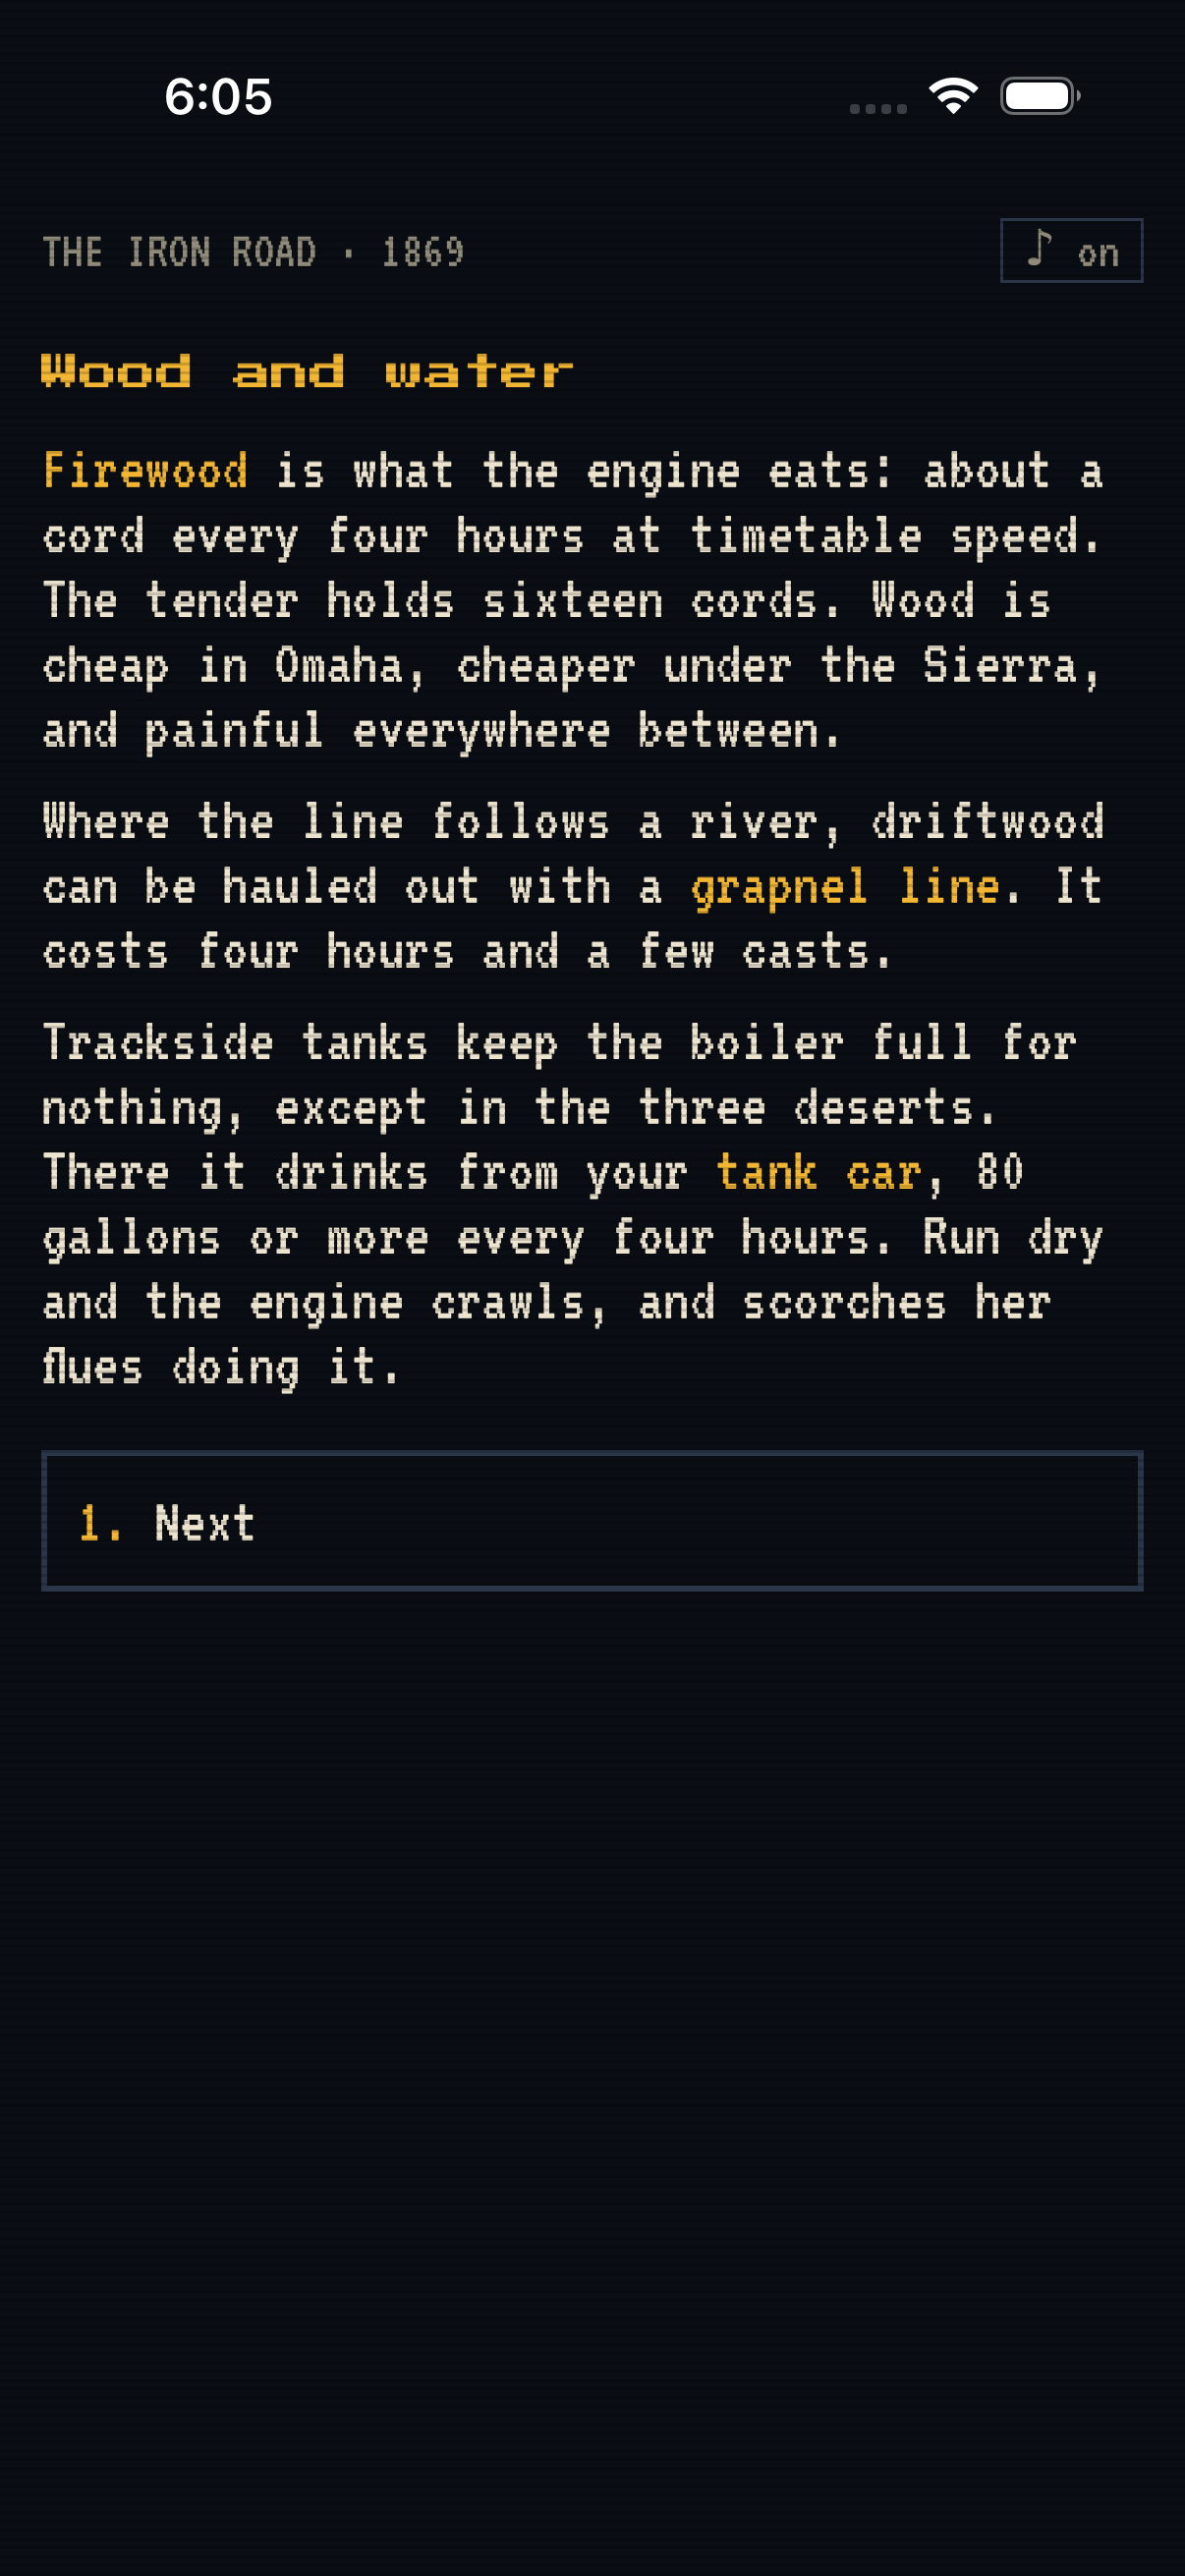 6:05
THE IRON ROAD · 1869
♪ on
Wood and water
Firewood is what the engine eats: about a
cord every four hours at timetable speed.
The tender holds sixteen cords. Wood is
cheap in Omaha, cheaper under the Sierra,
and painful everywhere between.
Where the line follows a river, driftwood
can be hauled out with a grapnel line. It
costs four hours and a few casts.
Trackside tanks keep the boiler full for
nothing, except in the three deserts.
There it drinks from your tank car, 80
gallons or more every four hours. Run dry
and the engine crawls, and scorches her
flues doing it.
1. Next